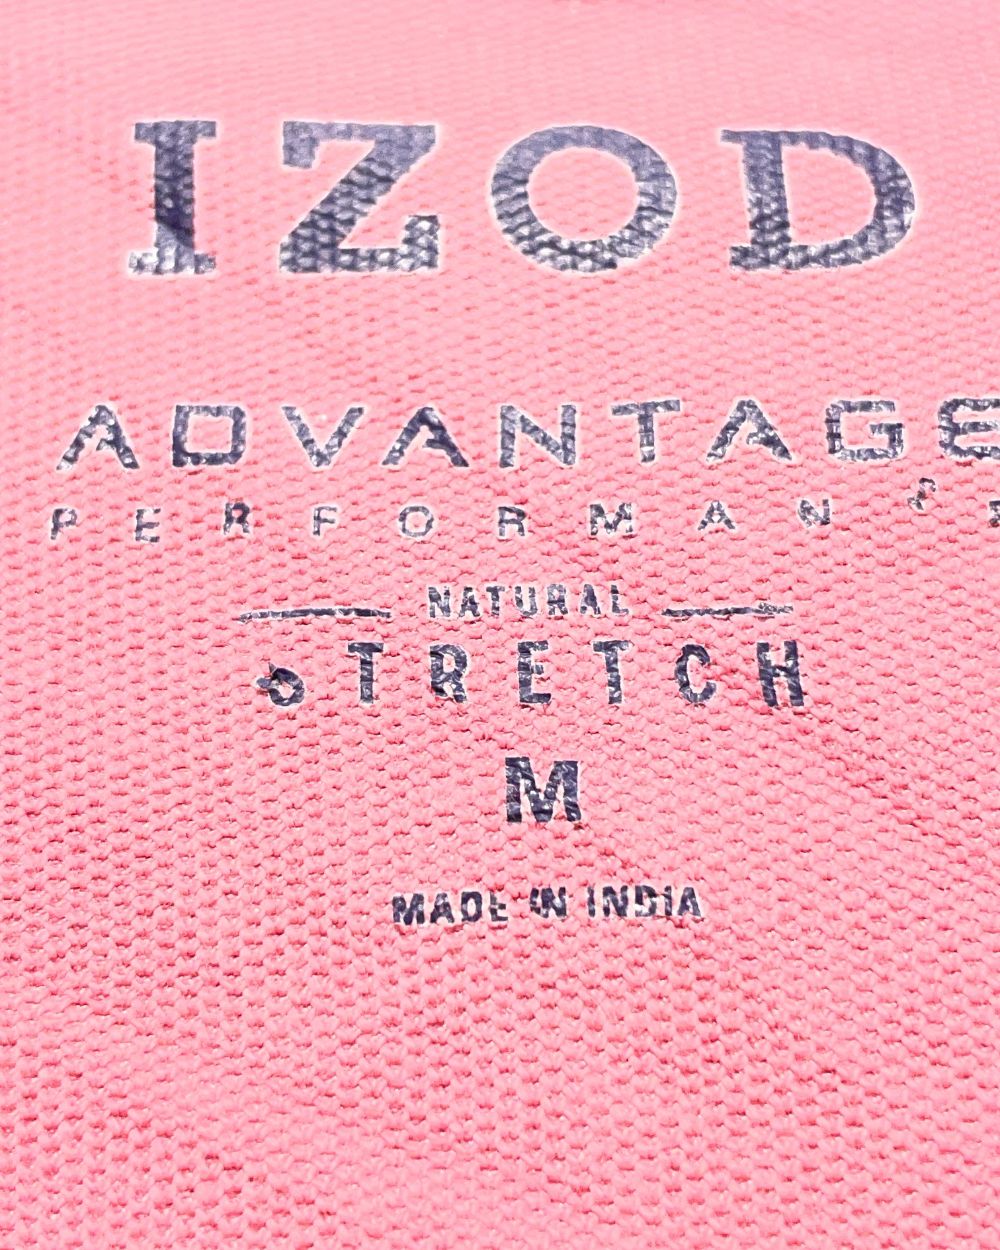 IZOD
ADVANTAGE
PERFORMANCE
NATURAL
STRETCH
M
MADE IN INDIA